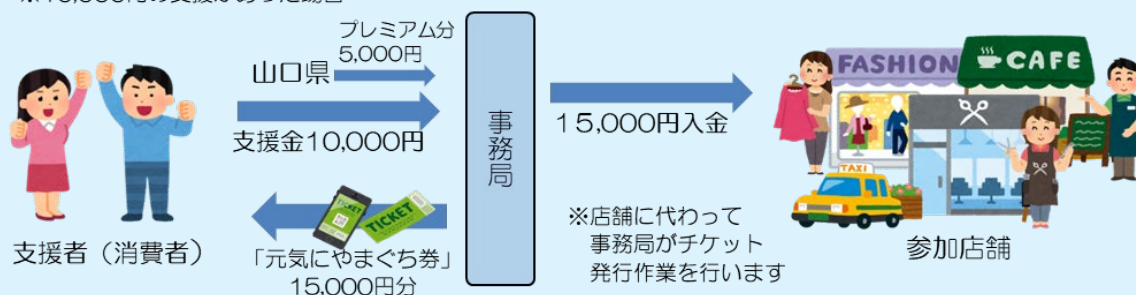 プレミアム分
5,000円
山口県
支援金10,000円
事務局
15,000円入金
FASHION
CAFE
TAXI
TICKET
TICKET
支援者（消費者）
「元気にやまぐち券」
15,000円分
※店舗に代わって
事務局がチケット
発行作業を行います
参加店舗